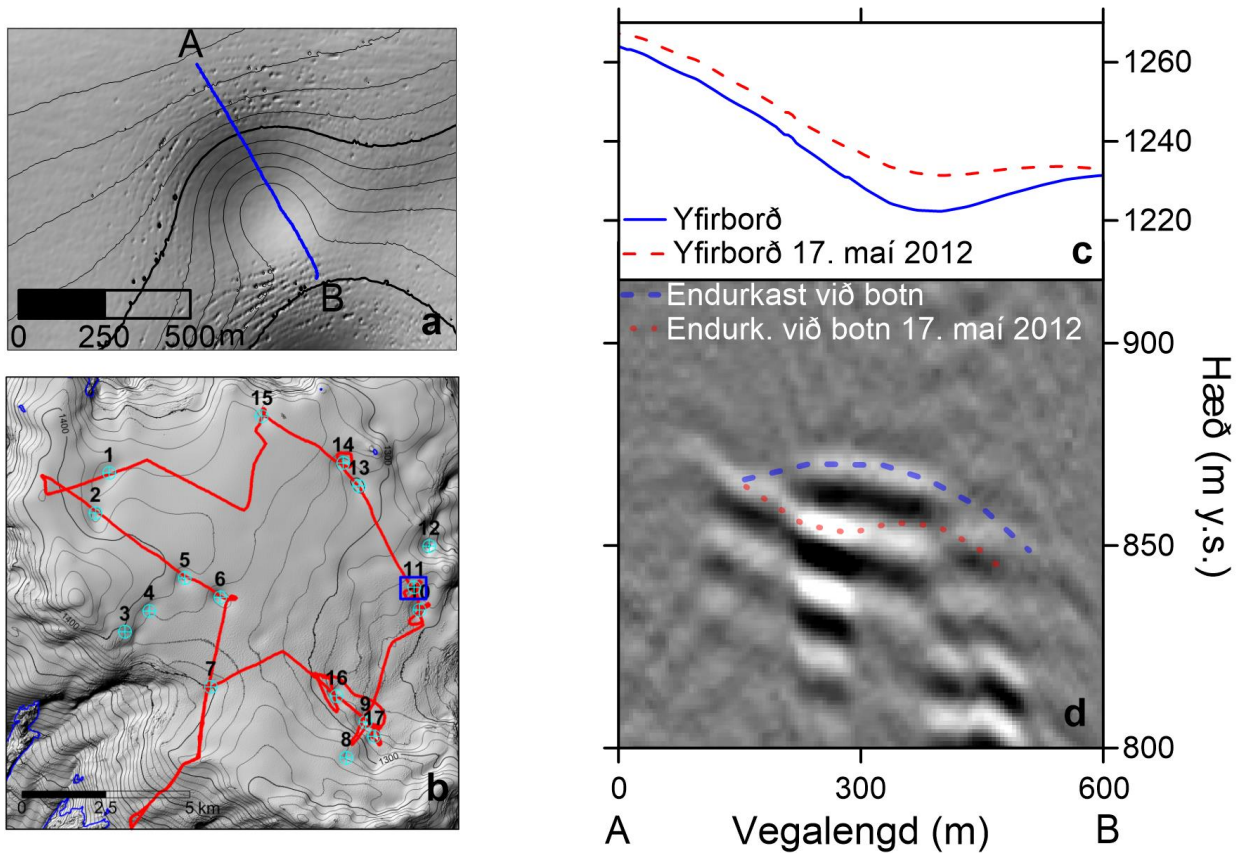 A
B
0 250 500m
a
15
1400
1
14
1300
13
2
12
5
11
6
10
4
3
1400
7
16
9
17
8
1300
0 2,5 5 km
b
1260
1240
1220
Yfirborð
Yfirborð 17. maí 2012
c
Endurkast við botn
Endurk. við botn 17. maí 2012
900
850
800
d
Hæð (m y.s.)
0 300 600
A Vegalengd (m) B